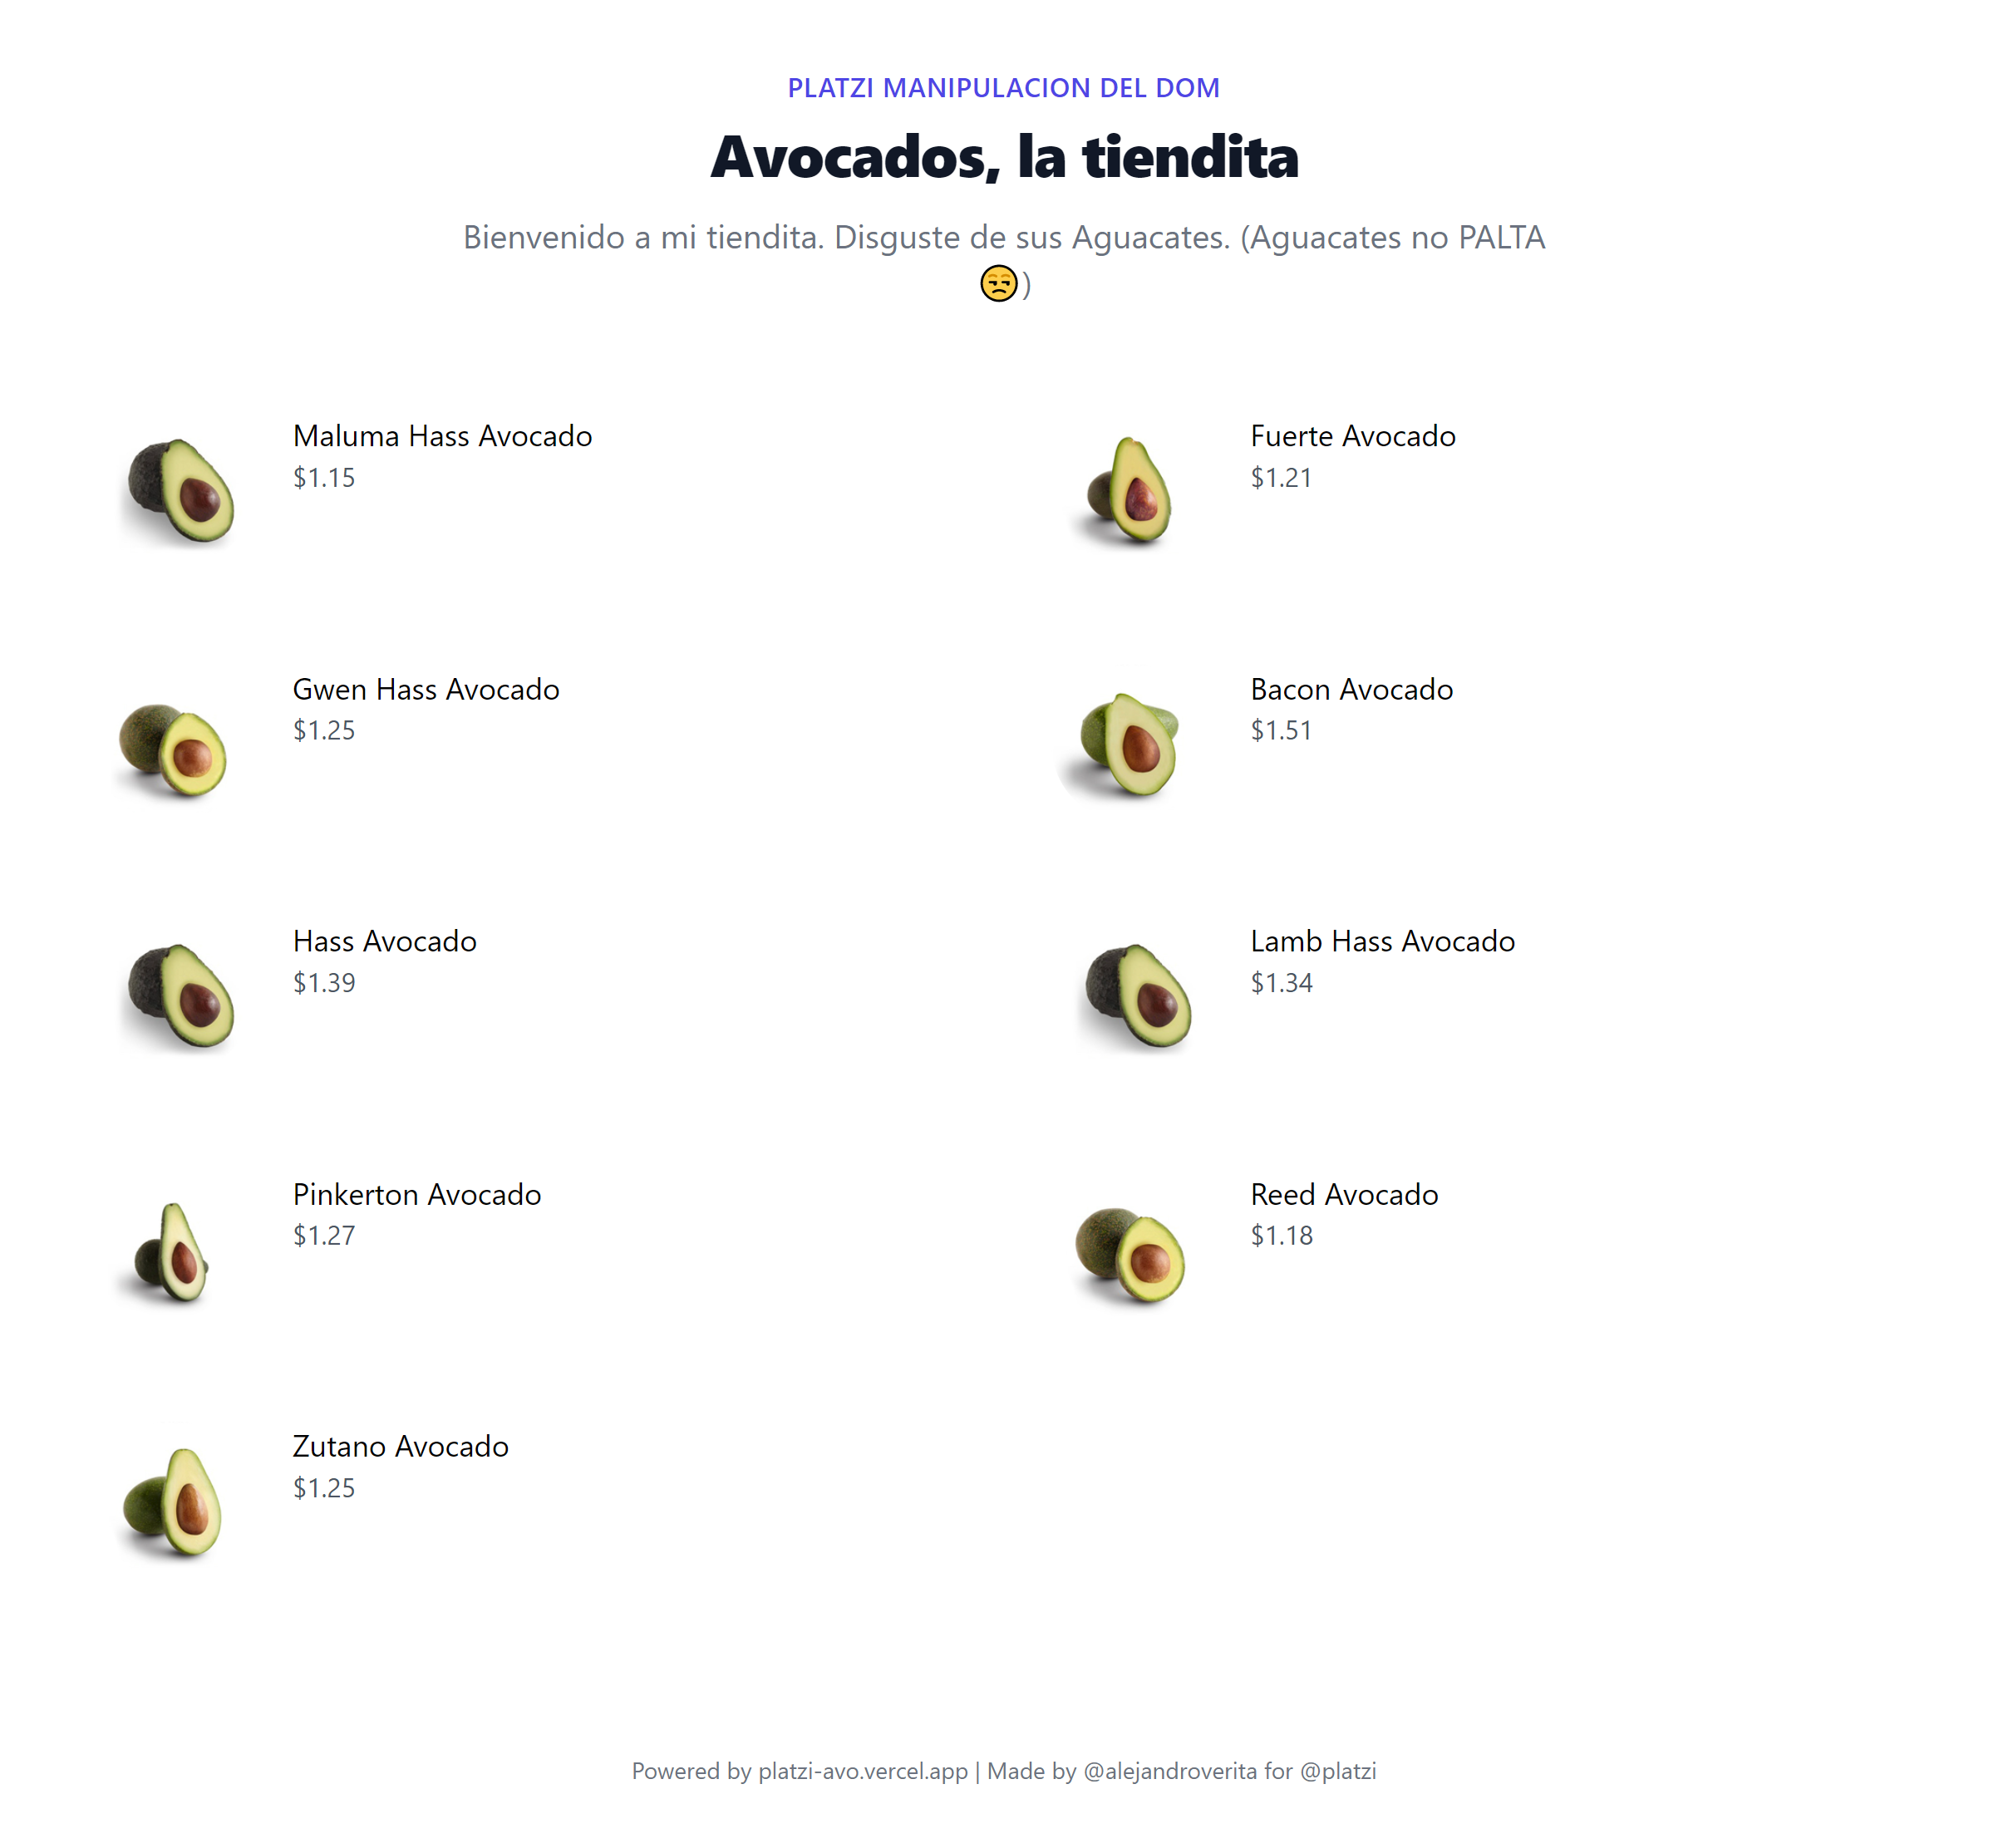 PLATZI MANIPULACION DEL DOM
Avocados, la tiendita
Bienvenido a mi tiendita. Disguste de sus Aguacates. (Aguacates no PALTA
😒)
Maluma Hass Avocado
$1.15
Fuerte Avocado
$1.21
Gwen Hass Avocado
$1.25
Bacon Avocado
$1.51
Hass Avocado
$1.39
Lamb Hass Avocado
$1.34
Pinkerton Avocado
$1.27
Reed Avocado
$1.18
Zutano Avocado
$1.25
Powered by platzi-avo.vercel.app | Made by @alejandroverita for @platzi